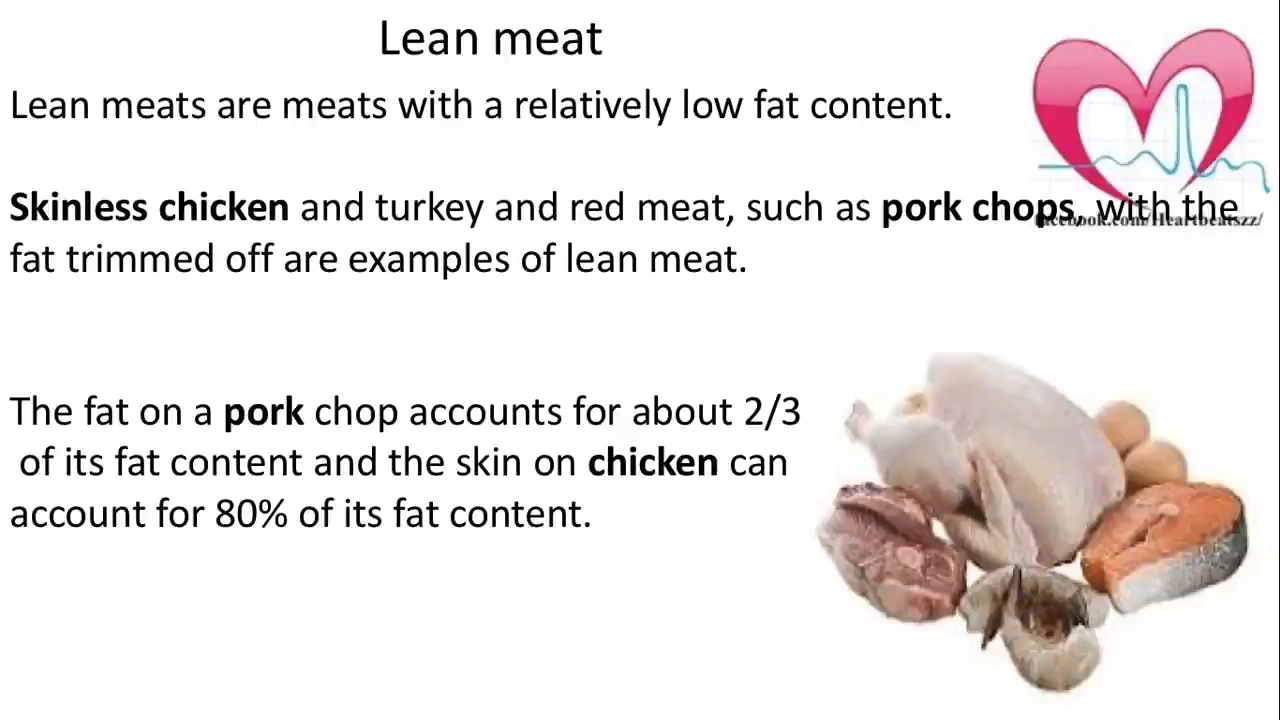 Lean meat
Lean meats are meats with a relatively low fat content.
Skinless chicken and turkey and red meat, such as pork chops, with the
facebook.com/Heartbeatszz/
fat trimmed off are examples of lean meat.
The fat on a pork chop accounts for about 2/3
of its fat content and the skin on chicken can
account for 80% of its fat content.